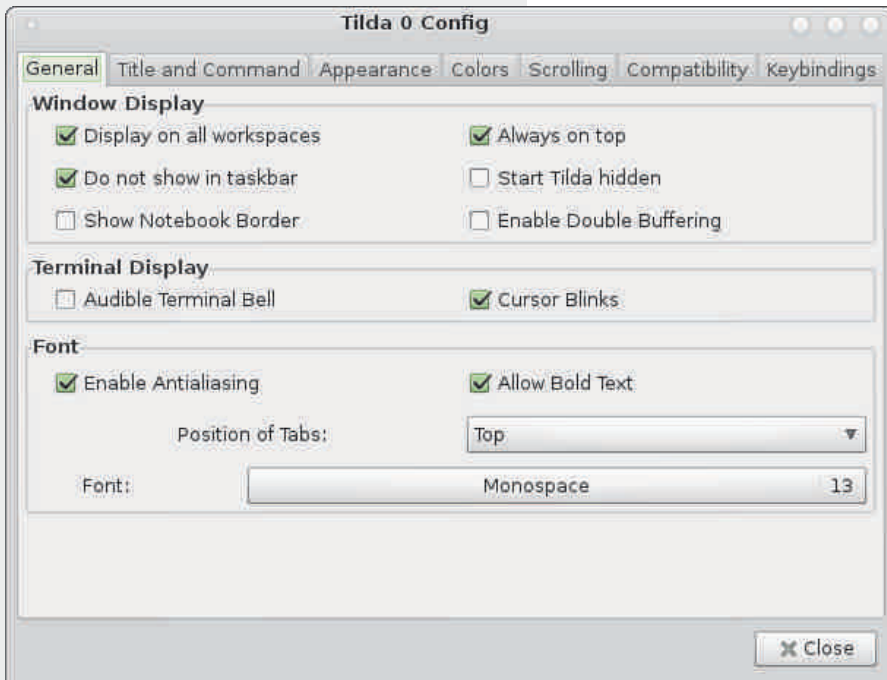 Tilda 0 Config
General Title and Command Appearance Colors Scrolling Compatibility Keybindings
Window Display
Display on all workspaces Always on top
Do not show in taskbar Start Tilda hidden
Show Notebook Border Enable Double Buffering
Terminal Display
Audible Terminal Bell Cursor Blinks
Font
Enable Antialiasing Allow Bold Text
Position of Tabs: Top
Font: Monospace 13
Close